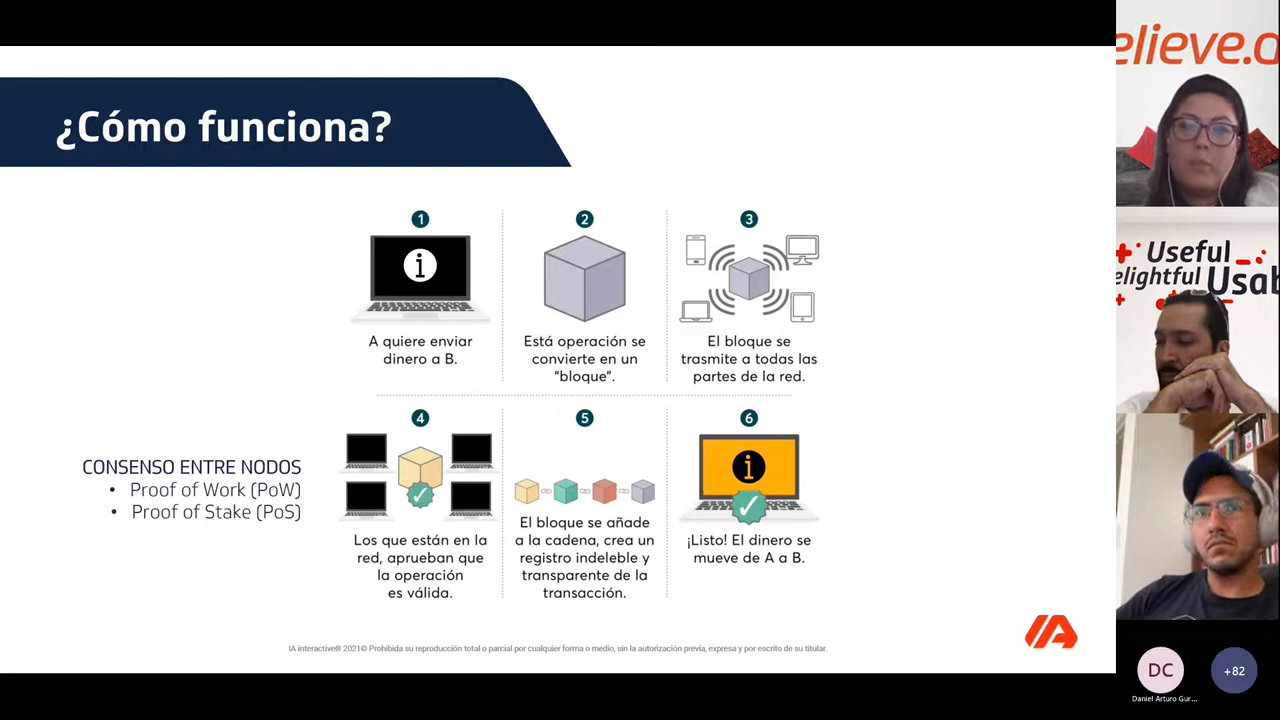 ¿Cómo funciona?
1
2
3
A quiere enviar
dinero a B.
Está operación se
convierte en un
"bloque".
El bloque se
trasmite a todas las
partes de la red.
CONSENSO ENTRE NODOS
• Proof of Work (PoW)
• Proof of Stake (PoS)
4
5
6
Los que están en la
red, aprueban que
la operación
es válida.
El bloque se añade
a la cadena, crea un
registro indeleble y
transparente de la
transacción.
¡Listo! El dinero se
mueve de A a B.
IA interactive® 2021© Prohibida su reproducción total o parcial por cualquier forma o medio, sin la autorización previa, expresa y por escrito de su titular.
IA
elieve.
Useful
elightful Usab
DC
+82
Daniel Arturo Gur...